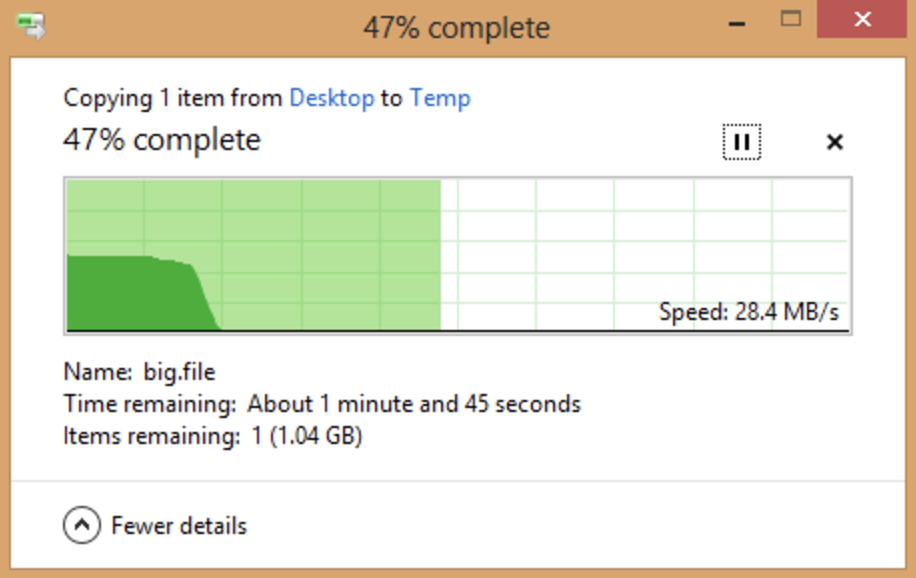 47% complete
Copying 1 item from Desktop to Temp
47% complete
Speed: 28.4 MB/s
Name: big.file
Time remaining: About 1 minute and 45 seconds
Items remaining: 1 (1.04 GB)
Fewer details